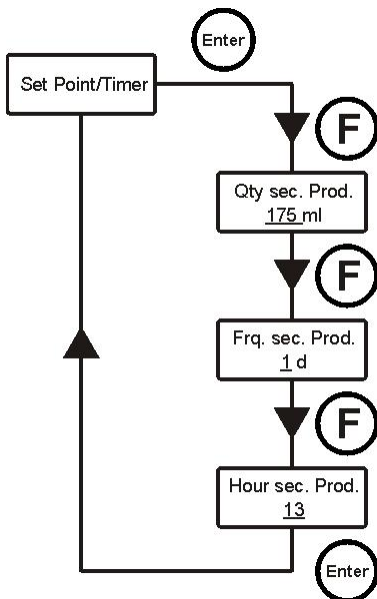 Enter
Set Point/Timer
F
Qty sec. Prod.
175 ml
F
Frq. sec. Prod.
1 d
F
Hour sec. Prod.
13
Enter